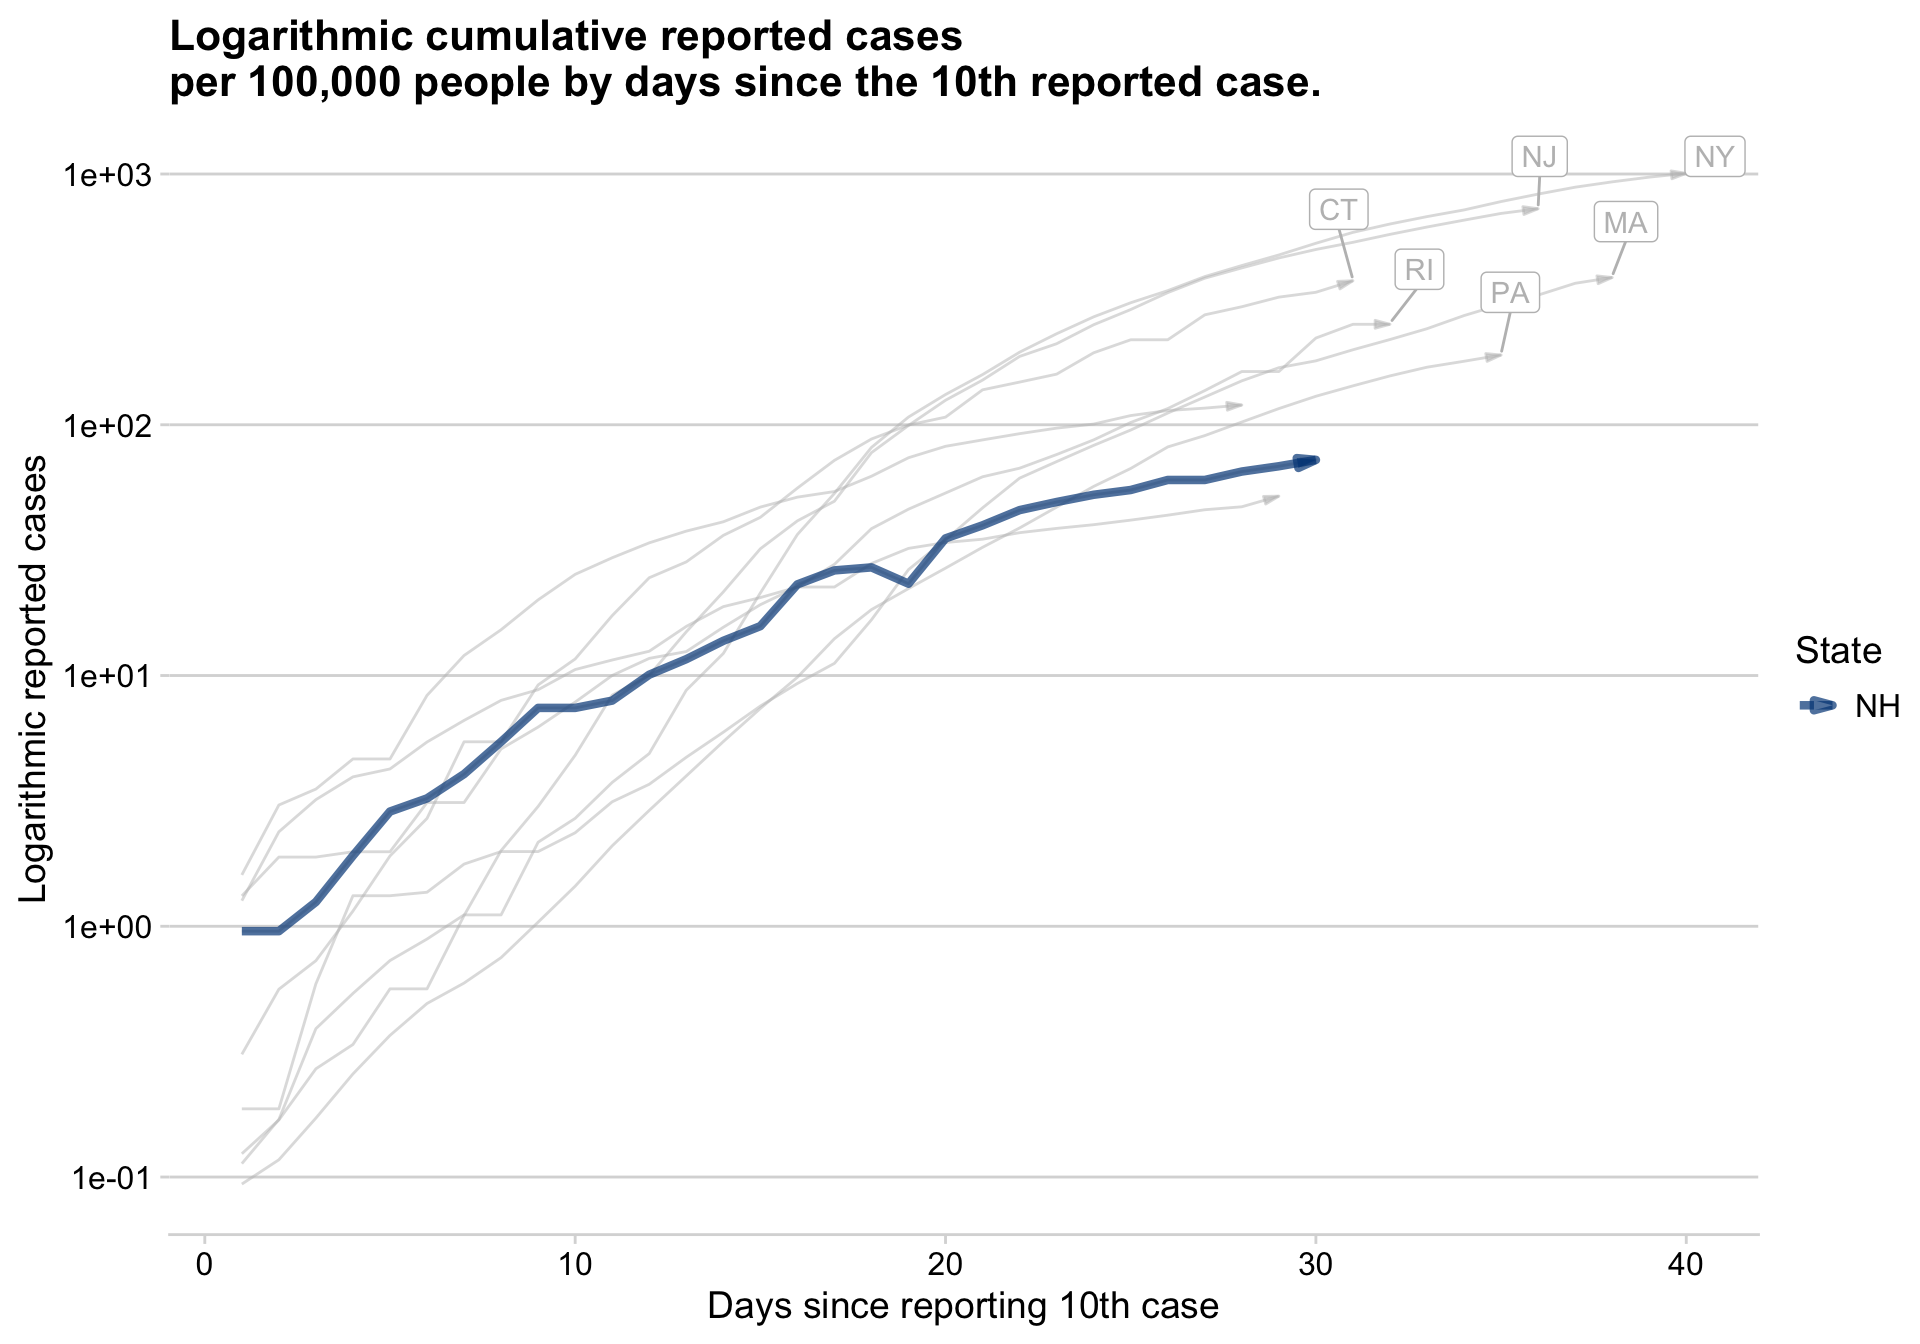 Logarithmic cumulative reported cases
per 100,000 people by days since the 10th reported case.
Logarithmic reported cases
1e+03
1e+02
1e+01
1e+00
1e-01
NJ
NY
CT
MA
RI
PA
State
NH
0 10 20 30 40
Days since reporting 10th case